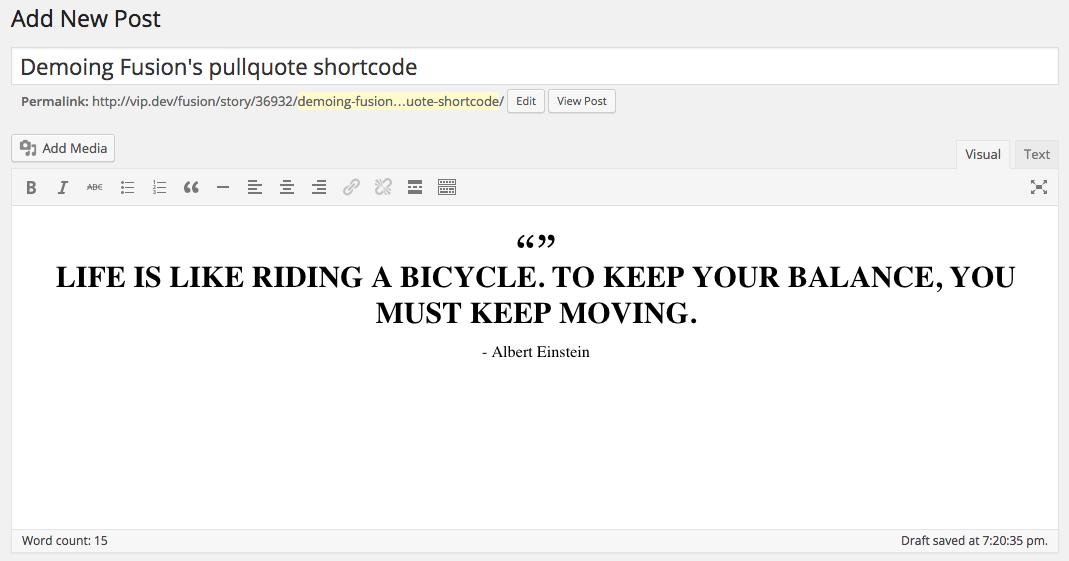 Add New Post
Demoing Fusion's pullquote shortcode
Permalink: http://vip.dev/fusion/story/36932/demoing-fusion…uote-shortcode/ Edit View Post
Add Media
Visual Text
B I ABC
“”
LIFE IS LIKE RIDING A BICYCLE. TO KEEP YOUR BALANCE, YOU
MUST KEEP MOVING.
- Albert Einstein
Word count: 15
Draft saved at 7:20:35 pm.